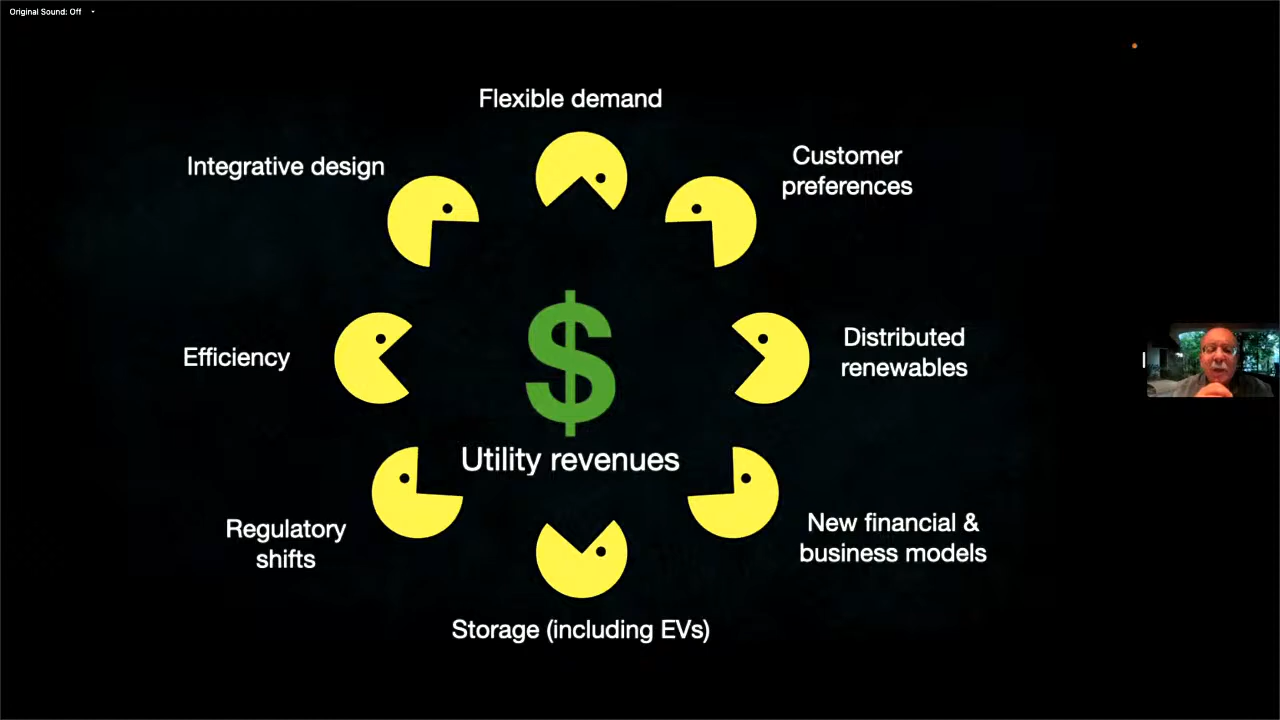 Original Sound: Off
Flexible demand
Integrative design
Customer
preferences
Efficiency
$
Distributed
renewables
Utility revenues
Regulatory
shifts
New financial &
business models
Storage (including EVs)